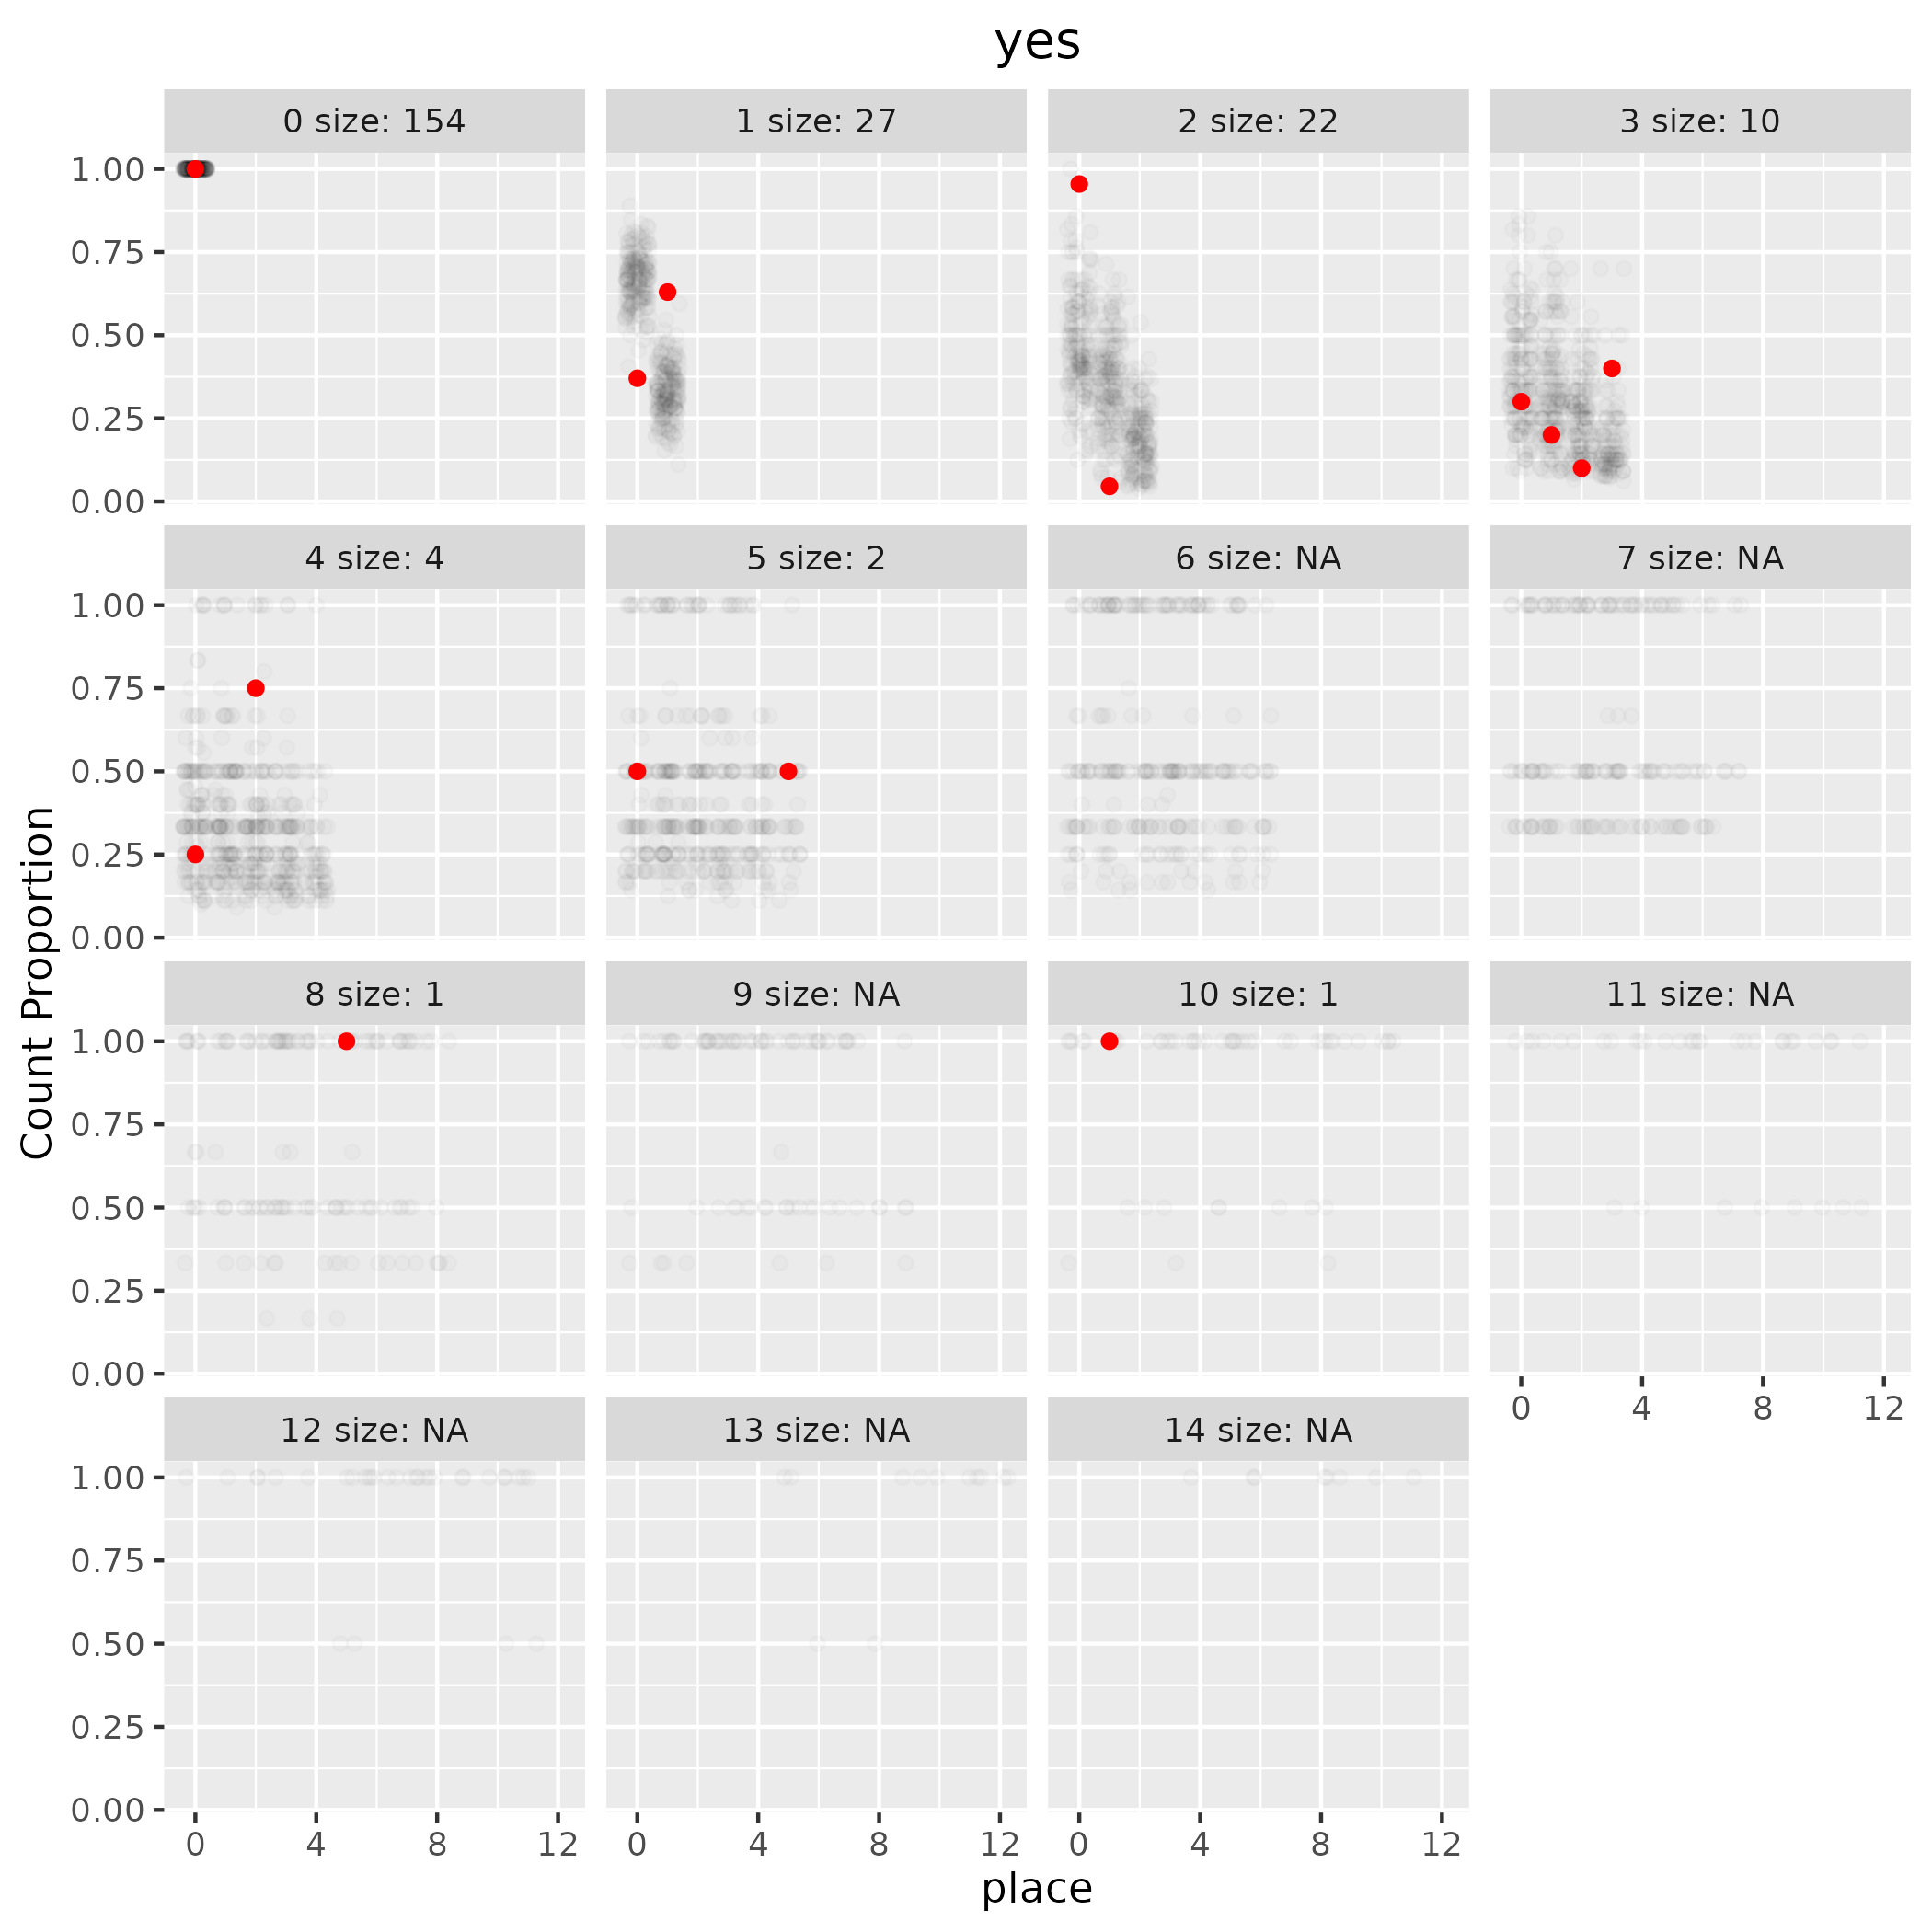 yes
0 size: 154
1 size: 27
2 size: 22
3 size: 10
1.00
0.75
0.50
0.25
0.00
4 size: 4
5 size: 2
6 size: NA
7 size: NA
1.00
0.75
0.50
0.25
0.00
Count Proportion
8 size: 1
9 size: NA
10 size: 1
11 size: NA
1.00
0.75
0.50
0.25
0.00
0 4 8 12
12 size: NA
13 size: NA
14 size: NA
1.00
0.75
0.50
0.25
0.00
0 4 8 12
0 4 8 12
0 4 8 12
place